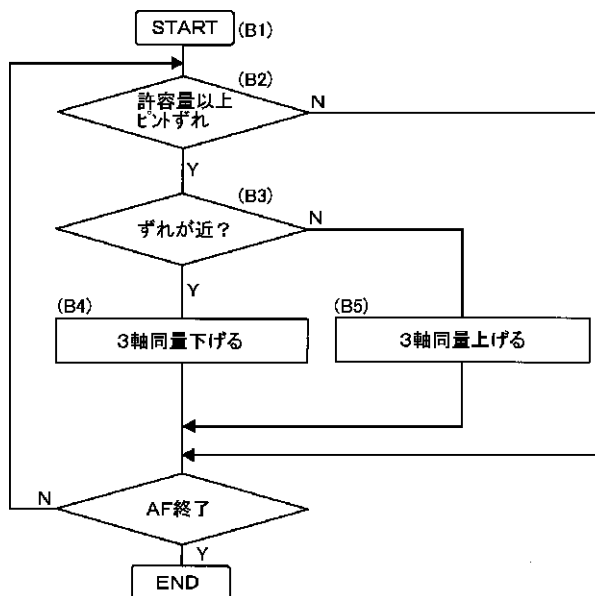 START (B1)
(B2)
許容量以上
ピントずれ
N
Y
(B3)
ずれが近？
N
Y
(B4)
3軸同量下げる
(B5)
3軸同量上げる
N
AF終了
Y
END